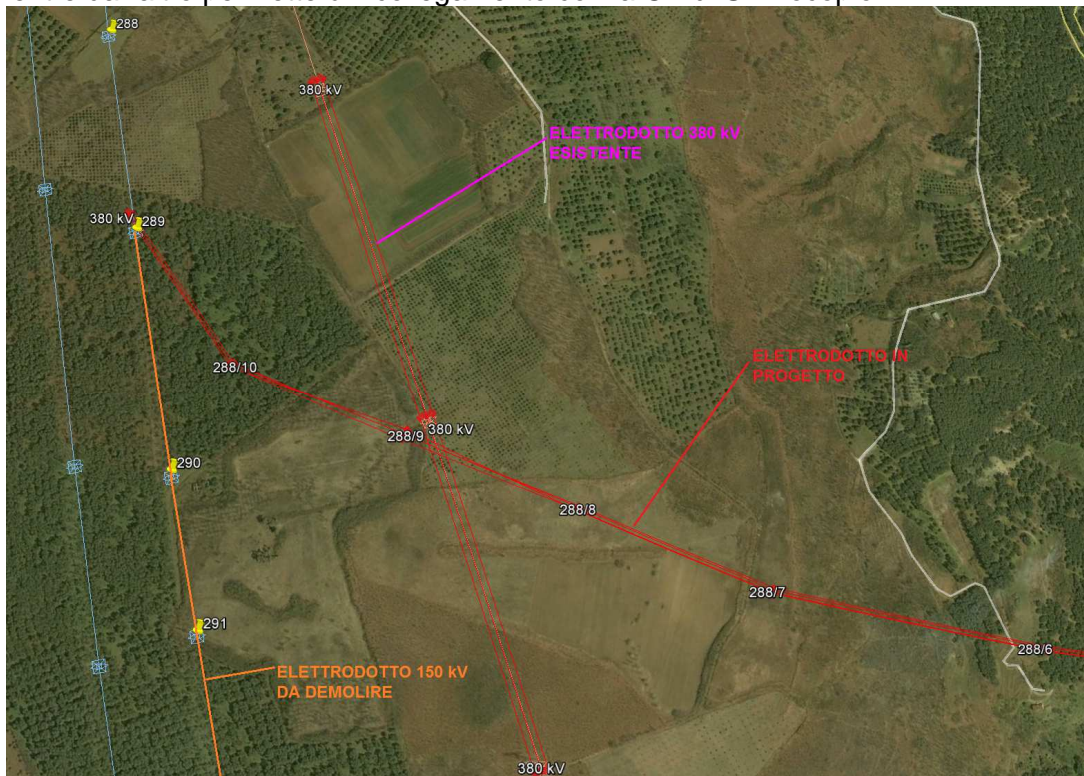 288
380 kV
ELETTRODOTTO 380 kV
ESISTENTE
380 kV
289
ELETTRODOTTO IN
PROGETTO
288/10
288/9
380 kV
290
288/8
288/7
291
288/6
ELETTRODOTTO 150 kV
DA DEMOLIRE
380 kV